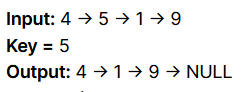 Input: 4 → 5 → 1 → 9
Key = 5
Output: 4 → 1 → 9 → NULL